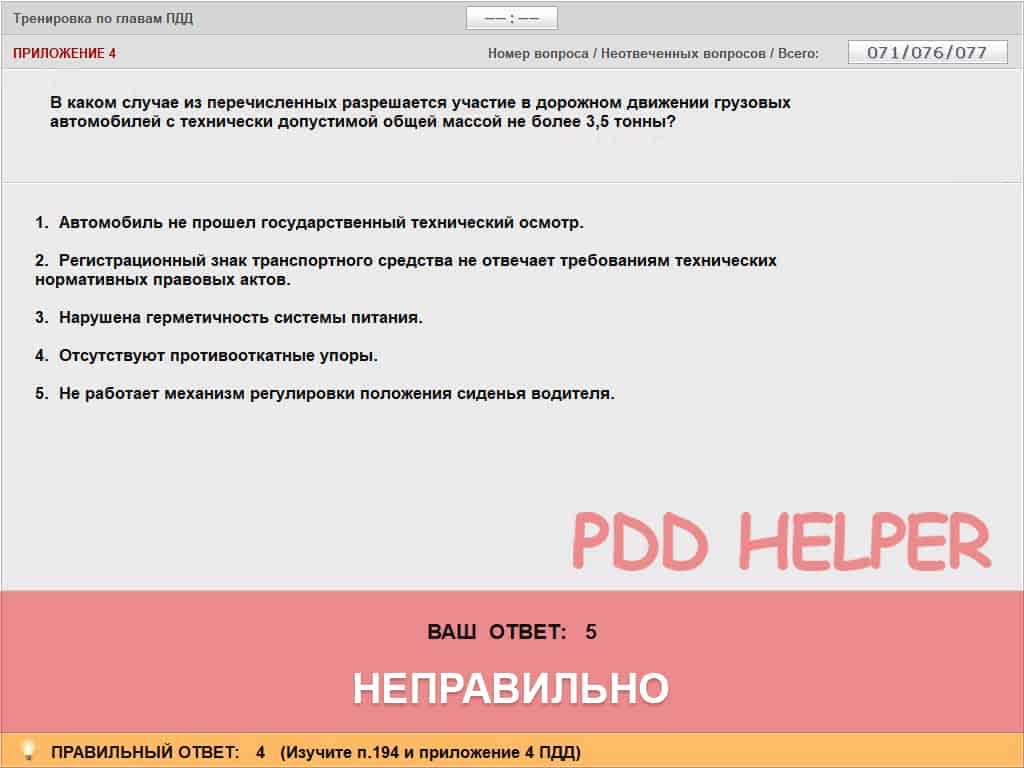 Тренировка по главам ПДД
—— : ——
ПРИЛОЖЕНИЕ 4
Номер вопроса / Неотвеченных вопросов / Всего:
071/076/077
В каком случае из перечисленных разрешается участие в дорожном движении грузовых
автомобилей с технически допустимой общей массой не более 3,5 тонны?
1. Автомобиль не прошел государственный технический осмотр.
2. Регистрационный знак транспортного средства не отвечает требованиям технических
нормативных правовых актов.
3. Нарушена герметичность системы питания.
4. Отсутствуют противооткатные упоры.
5. Не работает механизм регулировки положения сиденья водителя.
PDD HELPER
ВАШ ОТВЕТ: 5
НЕПРАВИЛЬНО
ПРАВИЛЬНЫЙ ОТВЕТ: 4 (Изучите п.194 и приложение 4 ПДД)